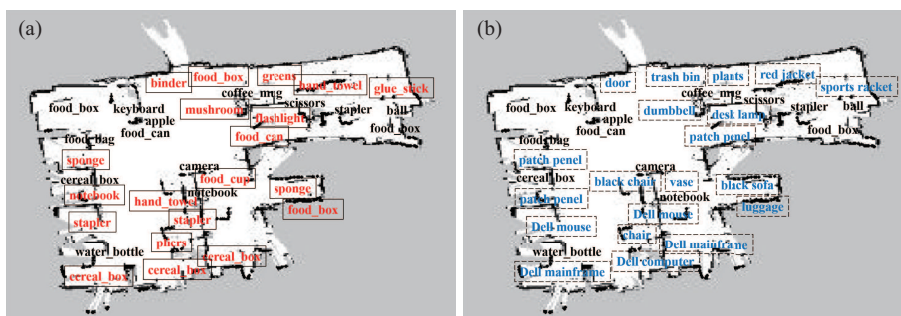 (a)
binder
food_box
greens
hand_towel
glue_stick
food_box
keyboard
mushroom
coffee_mug
scissors
stapler
ball
apple
flashlight
food_can
food_can
food_box
food_bag
sponge
camera
cereal_box
food_cup
sponge
notebook
notebook
hand_towel
food_box
stapler
stapler
pliers
water_bottle
cereal_box
cereal_box
cereal_box
(b)
door
trash bin
plants
red jacket
sports racket
food_box
keyboard
dumbbell
coffee_mug
scissors
stapler
ball
apple
desl lamp
food_can
patch penel
food_box
food_bag
patch penel
camera
cereal_box
black chair
vase
blck sofa
patch penel
notebook
luggage
Dell mouse
Dell mouse
chair
water_bottle
Dell mainframe
Dell computer
Dell mainframe